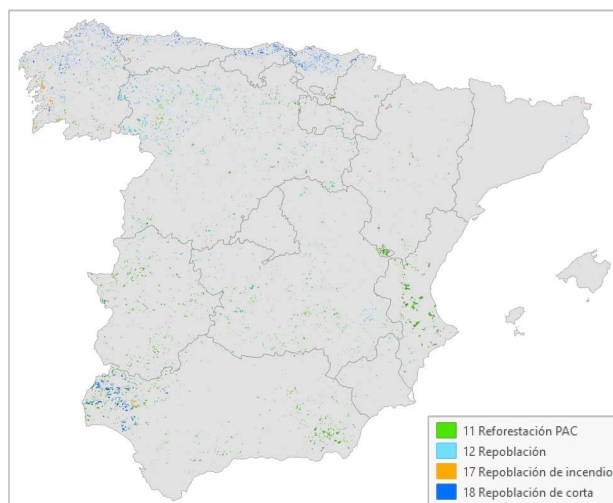 11 Reforestación PAC
12 Repoblación
17 Repoblación de incendio
18 Repoblación de corta